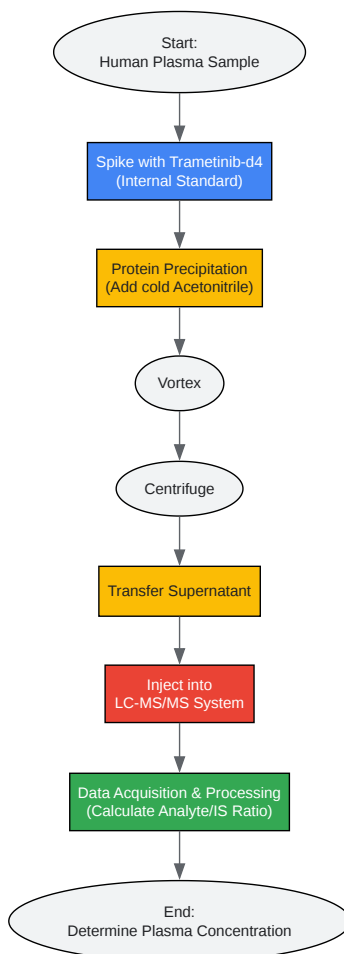 Start:
Human Plasma Sample
Spike with Trametinib-d4
(Internal Standard)
Protein Precipitation
(Add cold Acetonitrile)
Vortex
Centrifuge
Transfer Supernatant
Inject into
LC-MS/MS System
Data Acquisition & Processing
(Calculate Analyte/IS Ratio)
End:
Determine Plasma Concentration